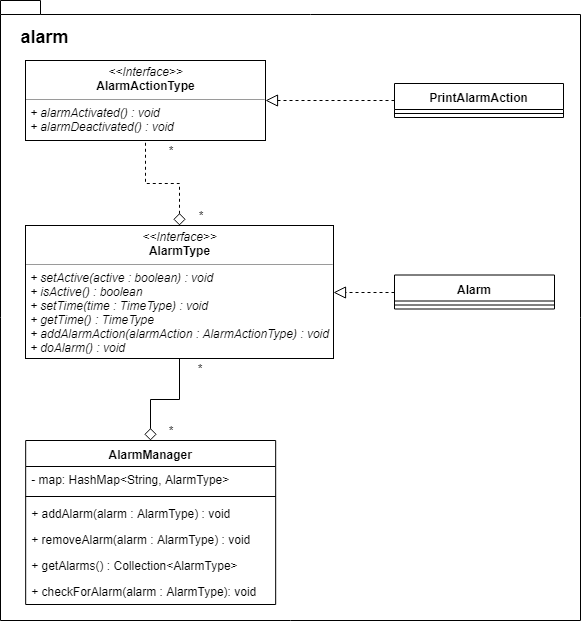 alarm
<<Interface>>
AlarmActionType
+ alarmActivated() : void
+ alarmDeactivated() : void
PrintAlarmAction
*
*
<<Interface>>
AlarmType
+ setActive(active : boolean) : void
+ isActive() : boolean
+ setTime(time : TimeType) : void
+ getTime() : TimeType
+ addAlarmAction(alarmAction : AlarmActionType) : void
+ doAlarm() : void
Alarm
*
*
AlarmManager
- map: HashMap<String, AlarmType>
+ addAlarm(alarm : AlarmType) : void
+ removeAlarm(alarm : AlarmType) : void
+ getAlarms() : Collection<AlarmType>
+ checkForAlarm(alarm : AlarmType): void